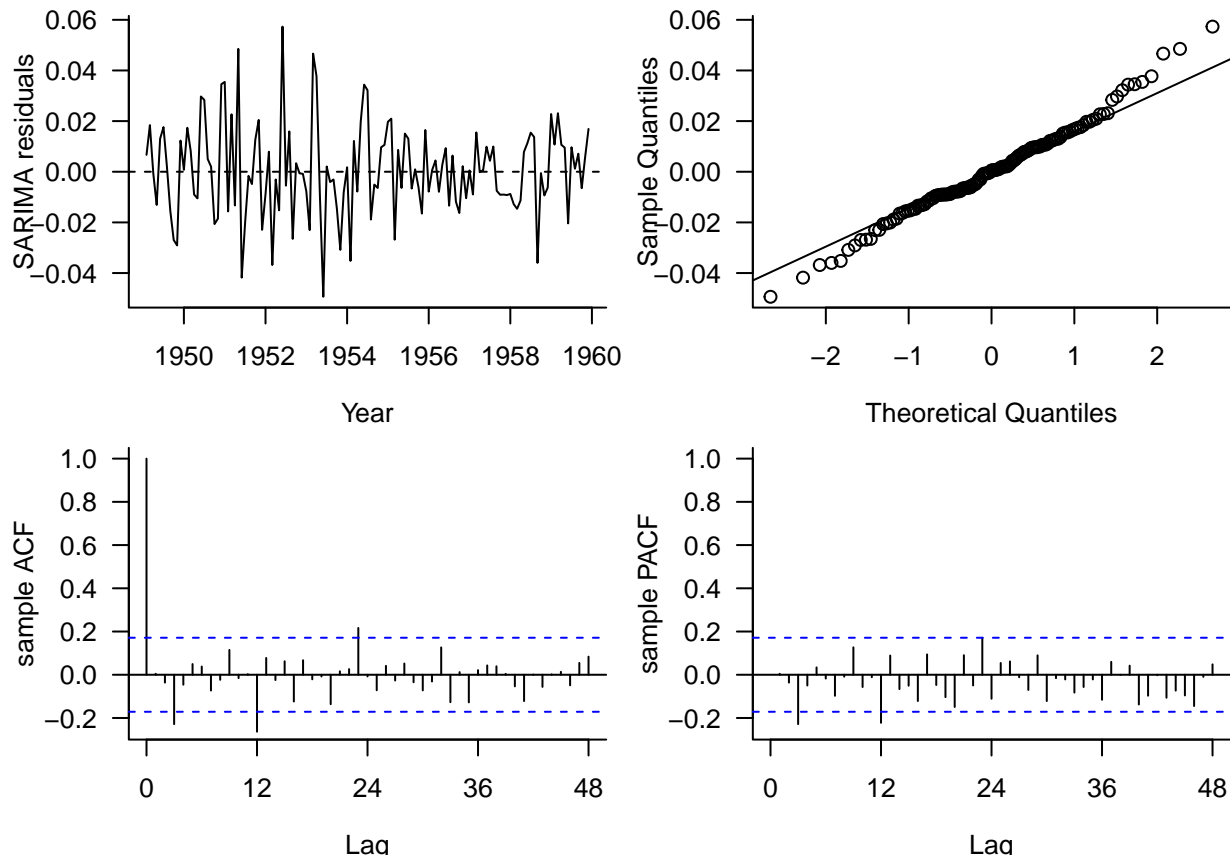 0.06
0.04
0.02
0.00
−0.02
−0.04
SARIMA residuals
1950 1952 1954 1956 1958 1960
Year
0.06
0.04
0.02
0.00
−0.02
−0.04
Sample Quantiles
−2 −1 0 1 2
Theoretical Quantiles
1.0
0.8
0.6
0.4
0.2
0.0
−0.2
sample ACF
0 12 24 36 48
Lag
1.0
0.8
0.6
0.4
0.2
0.0
−0.2
sample PACF
0 12 24 36 48
Lag